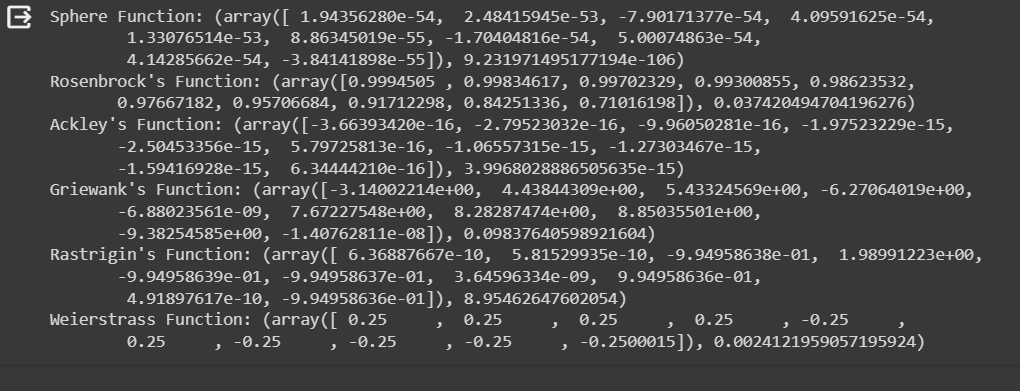 Sphere Function: (array([ 1.94356280e-54,  2.48415945e-53, -7.90171377e-54,  4.09591625e-54,
        1.33076514e-53,  8.86345019e-55, -1.70404816e-54,  5.00074863e-54,
        4.14285662e-54, -3.84141898e-55]), 9.231971495177194e-106)
Rosenbrock's Function: (array([0.9994505 , 0.99834617, 0.99702329, 0.99300855, 0.98623532,
       0.97667182, 0.95706684, 0.91712298, 0.84251336, 0.71016198]), 0.037420494704196276)
Ackley's Function: (array([-3.66393420e-16, -2.79523032e-16, -9.96050281e-16, -1.97523229e-15,
       -2.50453356e-15,  5.79725813e-16, -1.06557315e-15, -1.27303467e-15,
       -1.59416928e-15,  6.34444210e-16]), 3.9968028886505635e-15)
Griewank's Function: (array([-3.14002214e+00,  4.43844309e+00,  5.43324569e+00, -6.27064019e+00,
       -6.88023561e-09,  7.67227548e+00,  8.28287474e+00,  8.85035501e+00,
       -9.38254585e+00, -1.40762811e-08]), 0.09837640598921604)
Rastrigin's Function: (array([ 6.36887667e-10,  5.81529935e-10, -9.94958638e-01,  1.98991223e+00,
       -9.94958639e-01, -9.94958637e-01,  3.64596334e-09,  9.94958636e-01,
        4.91897617e-10, -9.94958636e-01]), 8.95462647602054)
Weierstrass Function: (array([ 0.25     ,  0.25     ,  0.25     ,  0.25     , -0.25     ,
        0.25     , -0.25     , -0.25     , -0.25     , -0.2500015]), 0.0024121959057195924)